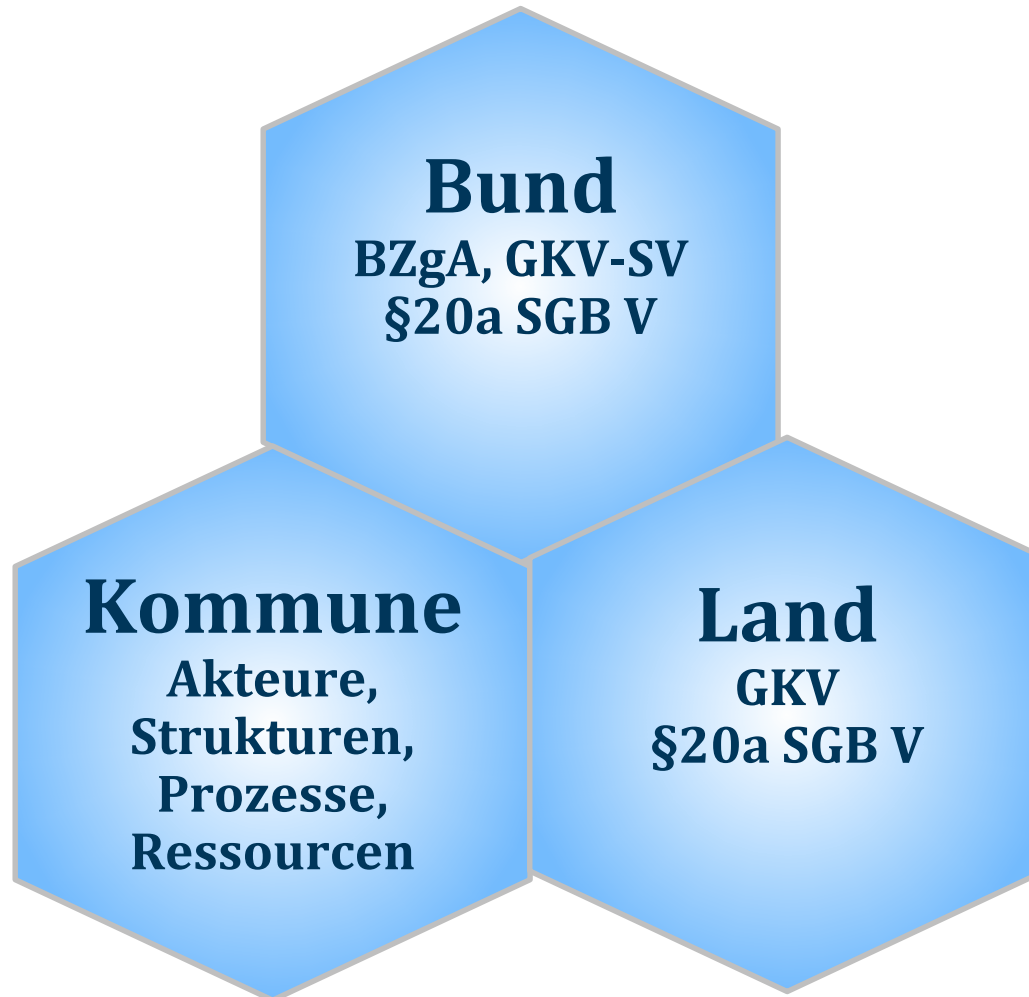 Bund
BZgA, GKV-SV
§20a SGB V
Kommune
Akteure,
Strukturen,
Prozesse,
Ressourcen
Land
GKV
§20a SGB V